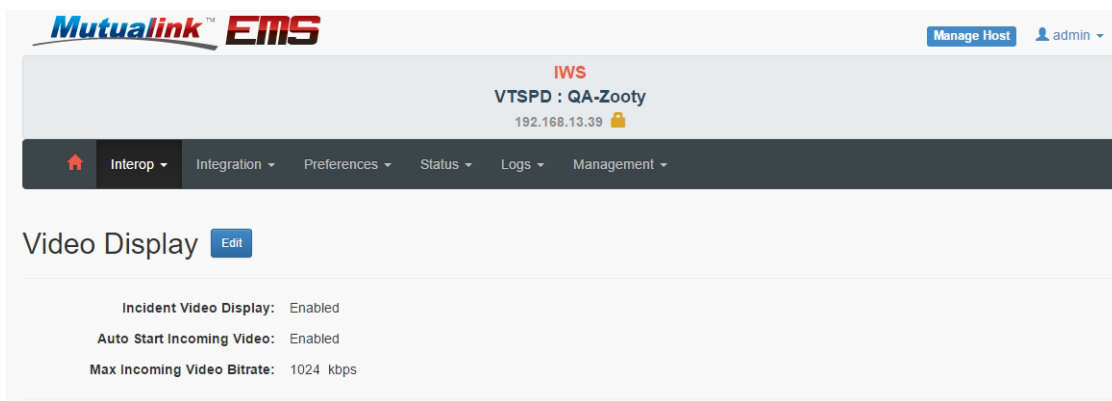 Mutualink™ EMS
Manage Host admin
IWS
VTSPD : QA-Zooty
192.168.13.39
Interop Integration Preferences Status Logs Management
Video Display Edit
Incident Video Display: Enabled
Auto Start Incoming Video: Enabled
Max Incoming Video Bitrate: 1024 kbps